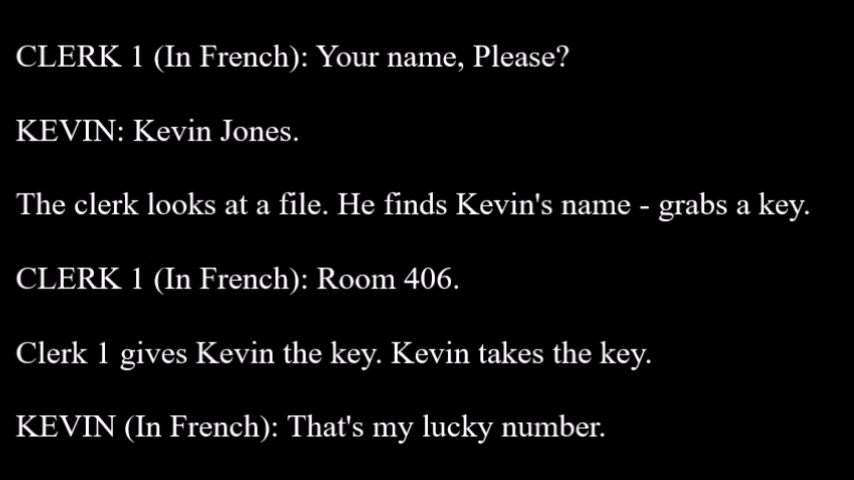 CLERK 1 (In French): Your name, Please?
KEVIN: Kevin Jones.
The clerk looks at a file. He finds Kevin's name - grabs a key.
CLERK 1 (In French): Room 406.
Clerk 1 gives Kevin the key. Kevin takes the key.
KEVIN (In French): That's my lucky number.